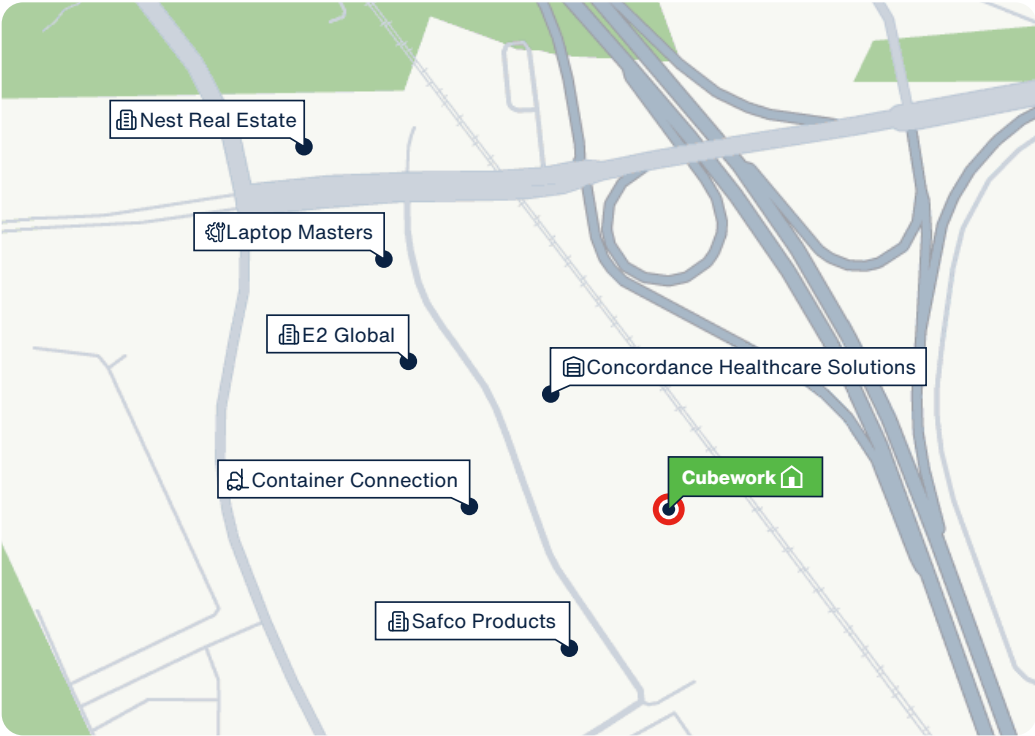 Nest Real Estate
Laptop Masters
E2 Global
Concordance Healthcare Solutions
Container Connection
Cubework
Safco Products